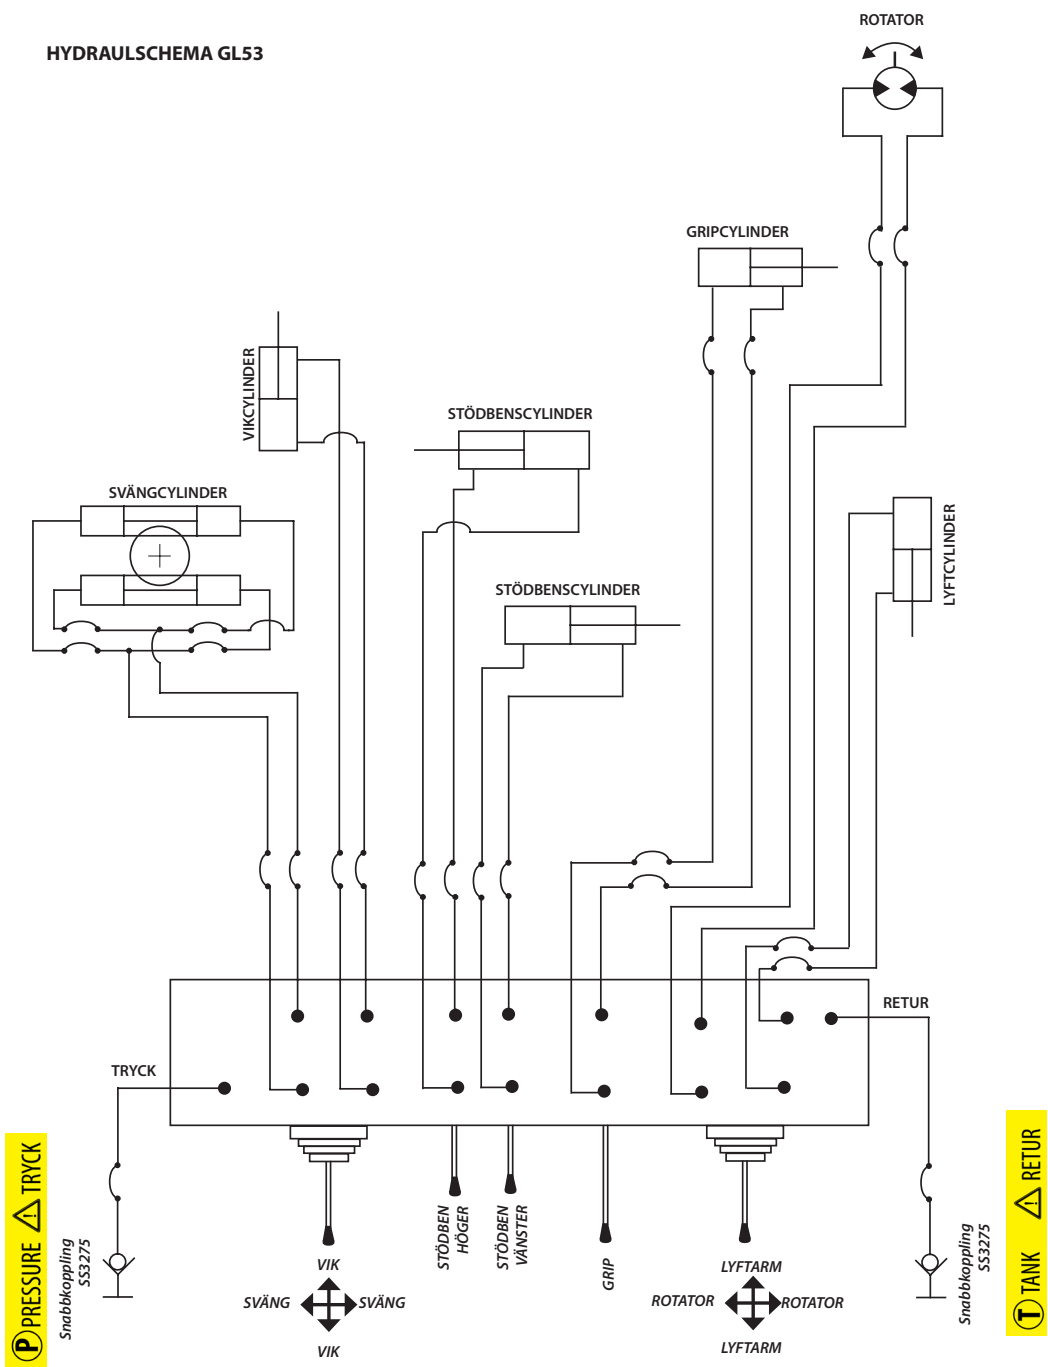 ROTATOR
HYDRAULSCHEMA GL53
GRIPCYLINDER
VIKCYLINDER
STÖDBENSCYLINDER
SVÄNGCYLINDER
LYFTCYLINDER
STÖDBENSCYLINDER
RETUR
TRYCK
P PRESSURE ⚠ TRYCK
Snabbkoppling
SS3275
VIK
SVÄNG
SVÄNG
VIK
STÖDBEN
HÖGER
STÖDBEN
VÄNSTER
GRIP
LYFTARM
ROTATOR
ROTATOR
LYFTARM
Snabbkoppling
SS3275
T TANK ⚠ RETUR